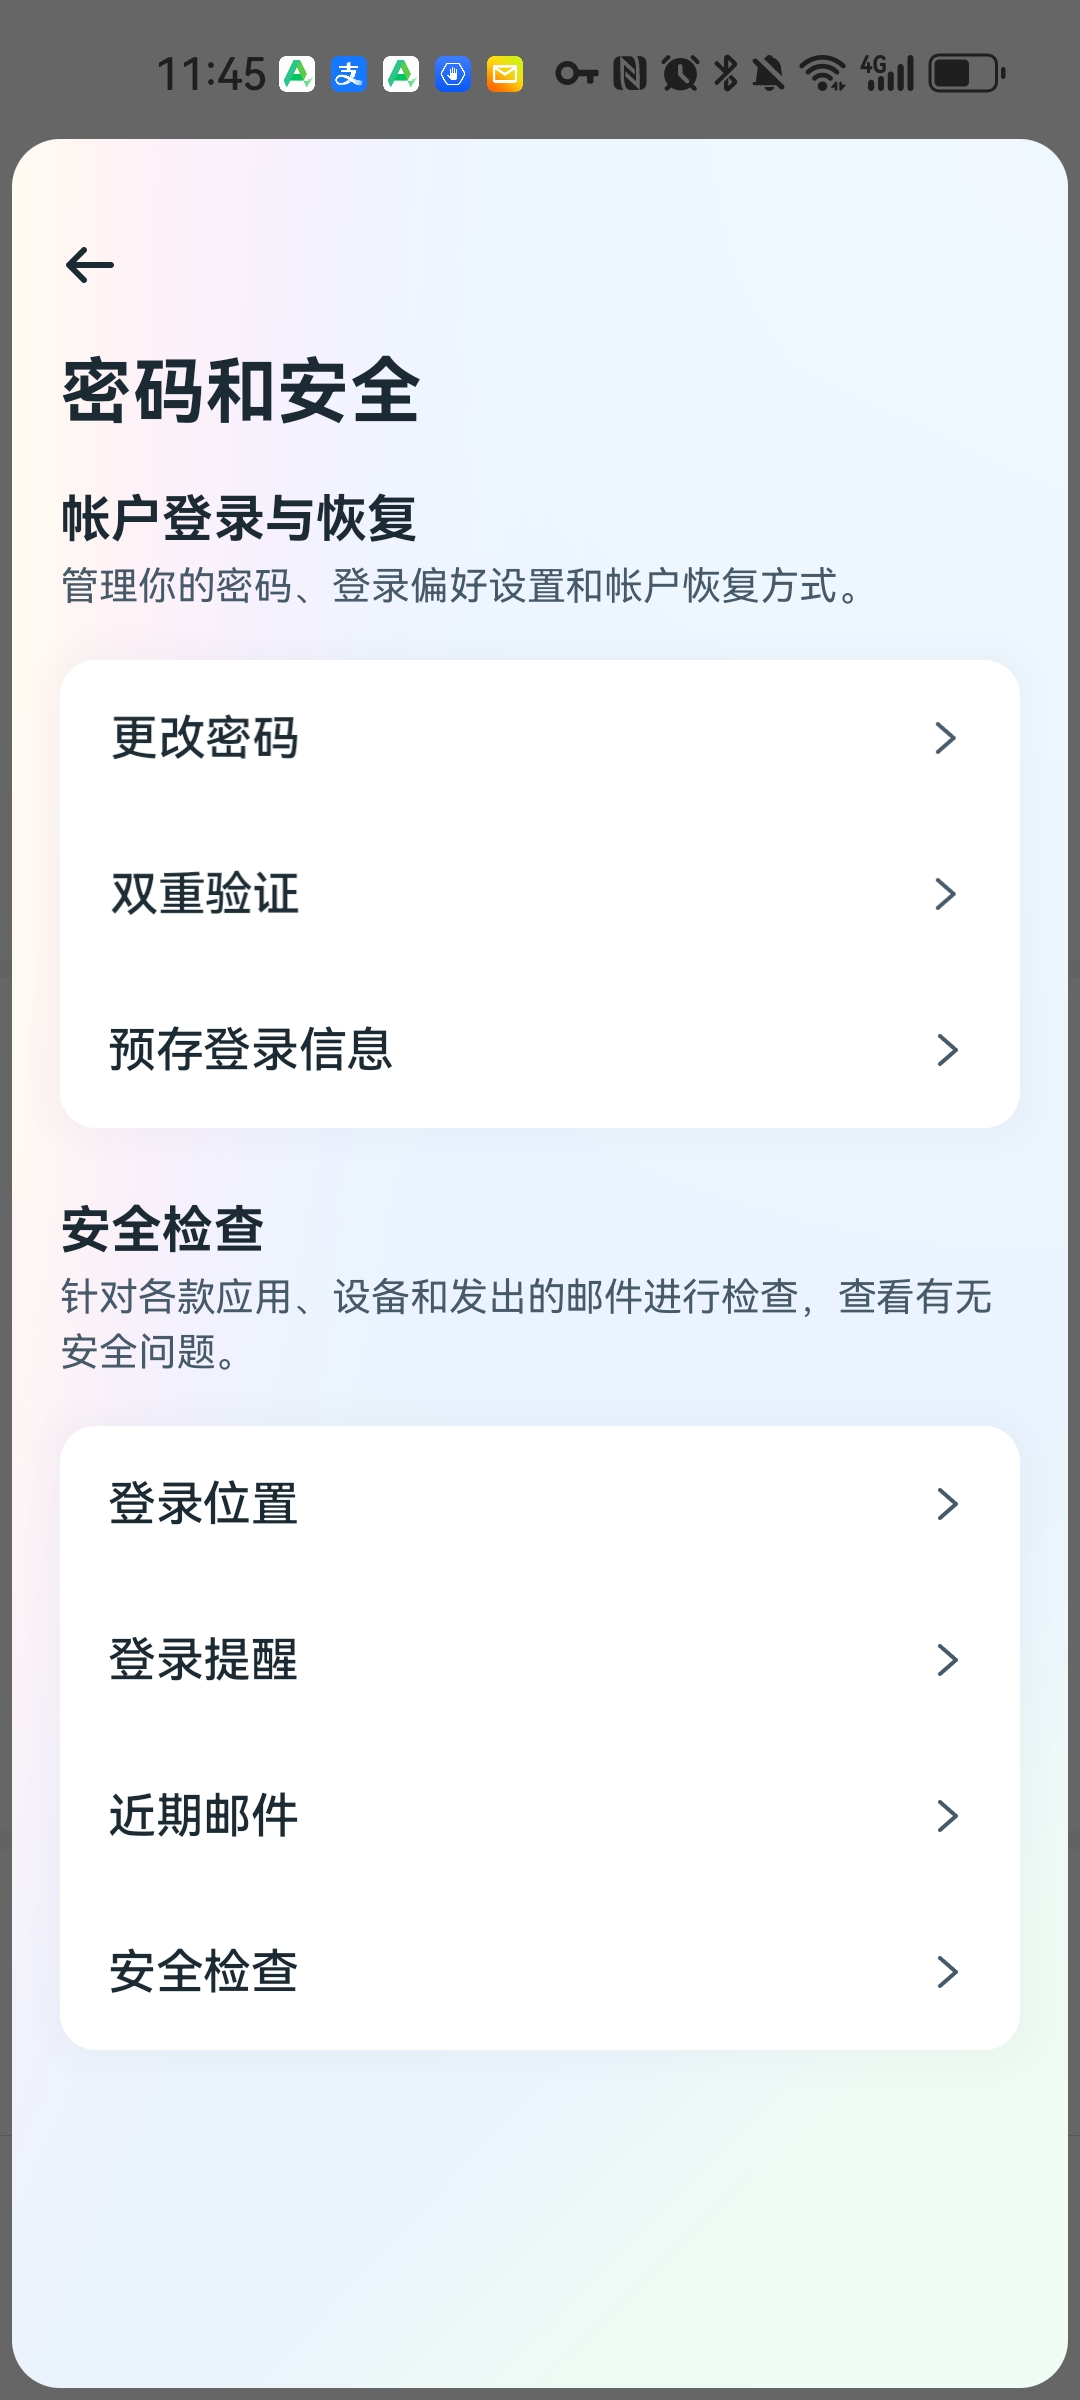 11:45
支
4G
密码和安全
帐户登录与恢复
管理你的密码、登录偏好设置和帐户恢复方式。
更改密码
双重验证
预存登录信息
安全检查
针对各款应用、设备和发出的邮件进行检查，查看有无
安全问题。
登录位置
登录提醒
近期邮件
安全检查